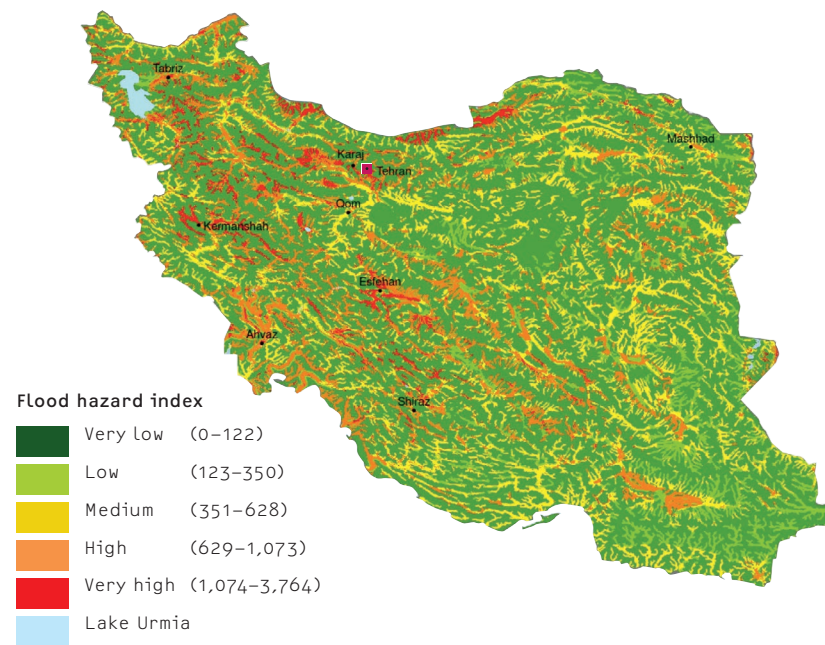 Tabriz
Mashhad
Karaj
Tehran
Qom
Kermanshah
Esfehan
Ahvaz
Shiraz
Flood hazard index
Very low (0–122)
Low (123–350)
Medium (351–628)
High (629–1,073)
Very high (1,074–3,764)
Lake Urmia